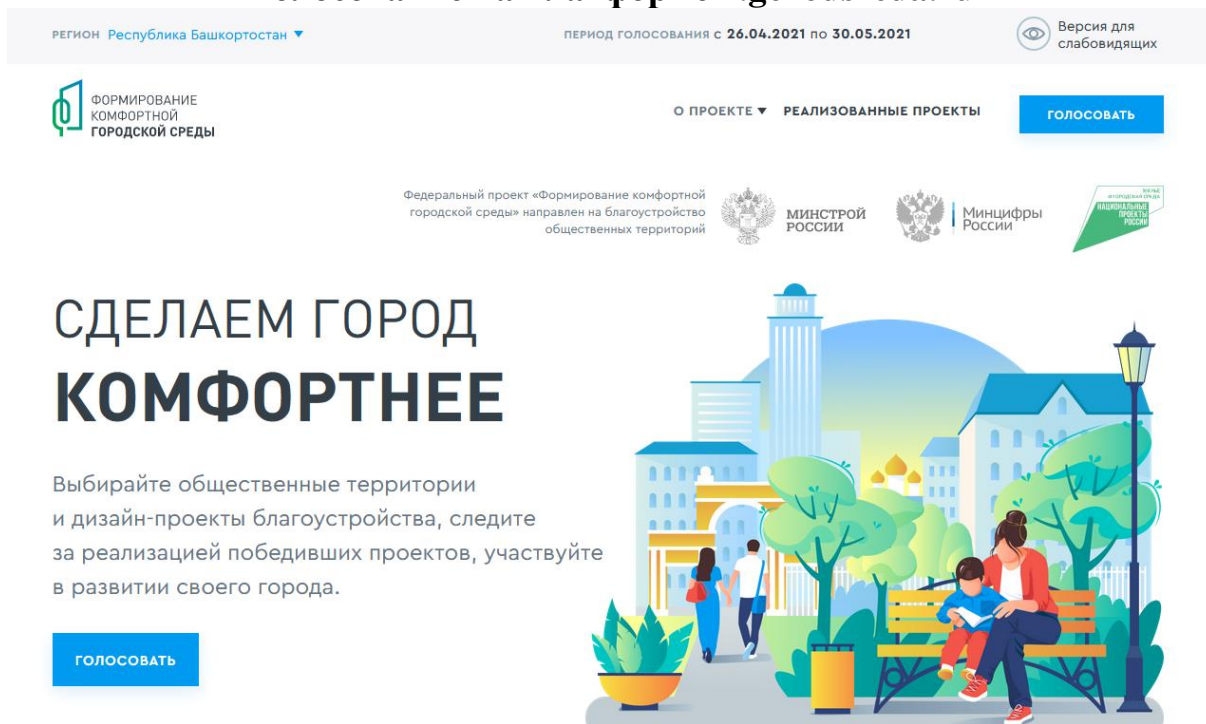 РЕГИОН Республика Башкортостан ▼
ПЕРИОД ГОЛОСОВАНИЯ с 26.04.2021 по 30.05.2021
Версия для
слабовидящих
ФОРМИРОВАНИЕ
КОМФОРТНОЙ
ГОРОДСКОЙ СРЕДЫ
О ПРОЕКТЕ ▼
РЕАЛИЗОВАННЫЕ ПРОЕКТЫ
ГОЛОСОВАТЬ
Федеральный проект «Формирование комфортной
городской среды» направлен на благоустройство
общественных территорий
МИНСТРОЙ
РОССИИ
Минцифры
России
ЖИЛЬЕ
И ГОРОДСКАЯ СРЕДА
НАЦИОНАЛЬНЫЕ
ПРОЕКТЫ
РОССИИ
СДЕЛАЕМ ГОРОД
КОМФОРТНЕЕ
Выбирайте общественные территории
и дизайн-проекты благоустройства, следите
за реализацией победивших проектов, участвуйте
в развитии своего города.
ГОЛОСОВАТЬ